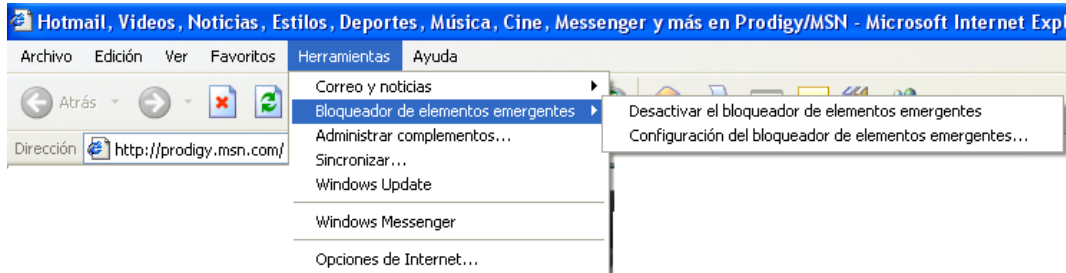 Hotmail, Videos, Noticias, Estilos, Deportes, Música, Cine, Messenger y más en Prodigy/MSN - Microsoft Internet Expl
Archivo Edición Ver Favoritos Herramientas Ayuda
Atrás
Dirección http://prodigy.msn.com/
Correo y noticias
Bloqueador de elementos emergentes
Administrar complementos...
Sincronizar...
Windows Update
Windows Messenger
Opciones de Internet...
Desactivar el bloqueador de elementos emergentes
Configuración del bloqueador de elementos emergentes...